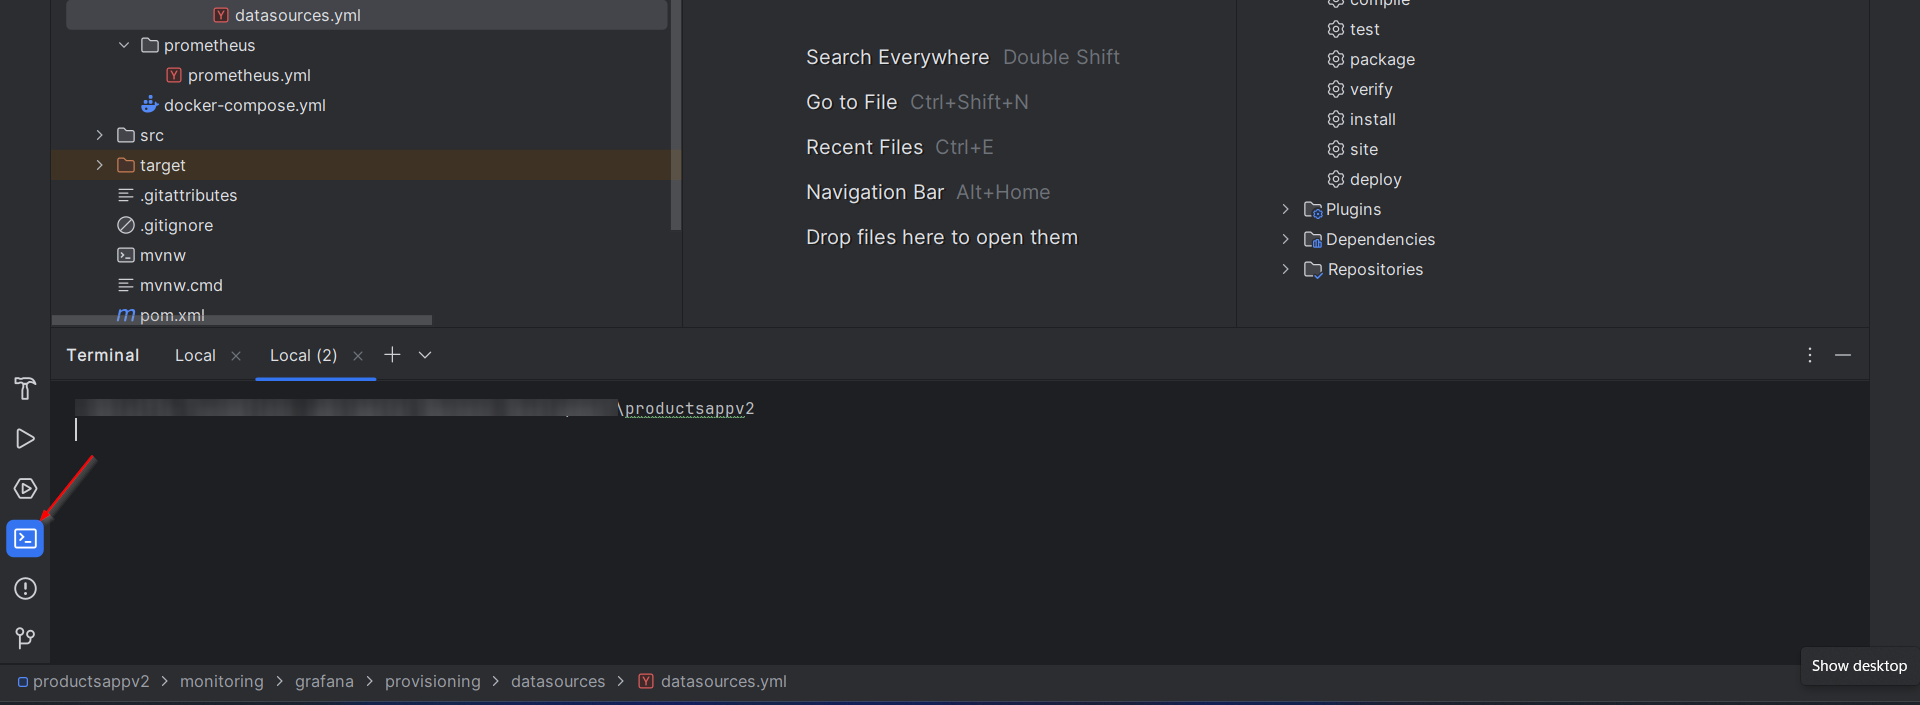 datasources.yml
prometheus
prometheus.yml
docker-compose.yml
src
target
.gitattributes
.gitignore
mvnw
mvnw.cmd
pom.xml
Search Everywhere Double Shift
Go to File Ctrl+Shift+N
Recent Files Ctrl+E
Navigation Bar Alt+Home
Drop files here to open them
compile
test
package
verify
install
site
deploy
Plugins
Dependencies
Repositories
Terminal Local Local (2)
\productsappv2
productsappv2 > monitoring > grafana > provisioning > datasources > datasources.yml
Show desktop